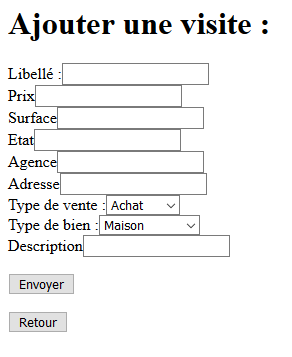 Ajouter une visite :
Libellé :
Prix
Surface
Etat
Agence
Adresse
Type de vente : Achat
Type de bien : Maison
Description
Envoyer
Retour